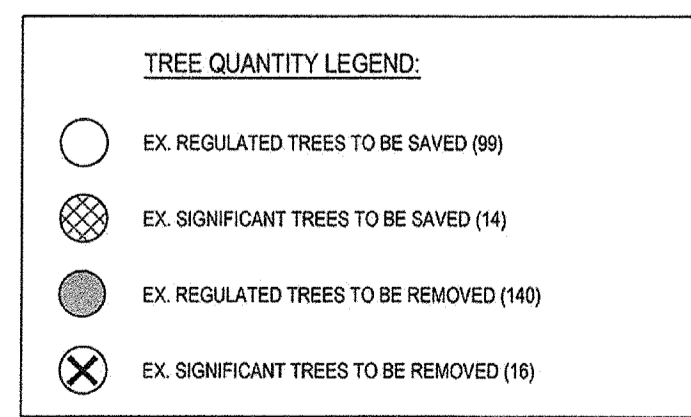 TREE QUANTITY LEGEND:
EX. REGULATED TREES TO BE SAVED (99)
EX. SIGNIFICANT TREES TO BE SAVED (14)
EX. REGULATED TREES TO BE REMOVED (140)
EX. SIGNIFICANT TREES TO BE REMOVED (16)